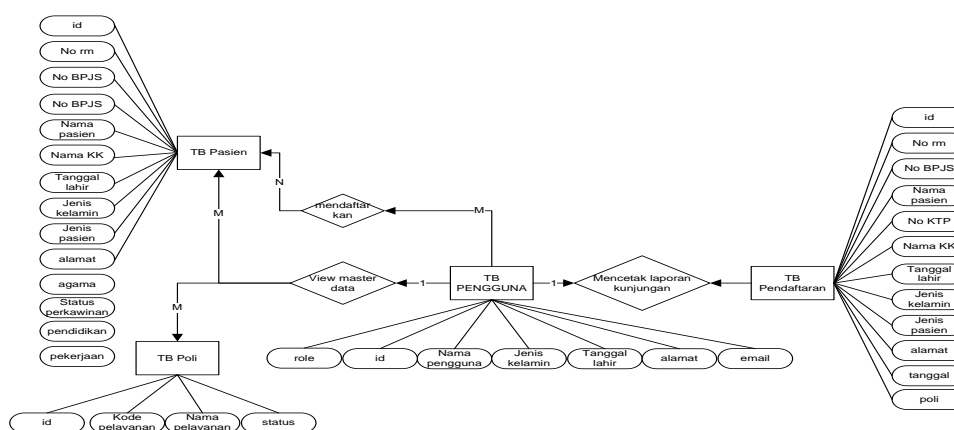 id
No rm
No BPJS
No BPJS
Nama
pasien
Nama KK
Tanggal
lahir
Jenis
kelamin
Jenis
pasien
alamat
agama
Status
perkawinan
pendidikan
pekerjaan
TB Pasien
N
M
mendaftar
kan
M
View master
data
1
TB
PENGGUNA
1
Mencetak laporan
kunjungan
TB
Pendaftaran
M
TB Poli
role
id
Nama
pengguna
Jenis
kelamin
Tanggal
lahir
alamat
email
id
Kode
pelayanan
Nama
pelayanan
status
id
No rm
No BPJS
Nama
pasien
No KTP
Nama KK
Tanggal
lahir
Jenis
kelamin
Jenis
pasien
alamat
tanggal
poli